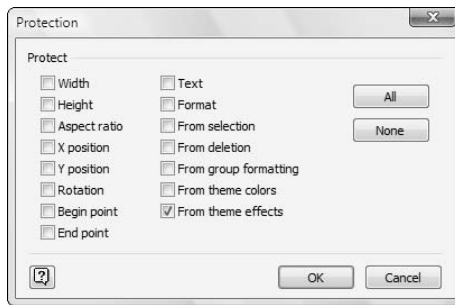 Protection
Protect
Width
Height
Aspect ratio
X position
Y position
Rotation
Begin point
End point
Text
Format
From selection
From deletion
From group formatting
From theme colors
From theme effects
All
None
?
OK
Cancel